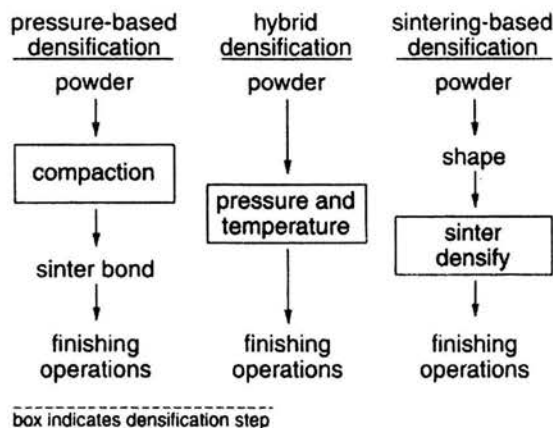 pressure-based
densification
powder
compaction
sinter bond
finishing
operations
hybrid
densification
powder
pressure and
temperature
finishing
operations
sintering-based
densification
powder
shape
sinter
densify
finishing
operations
box indicates densification step